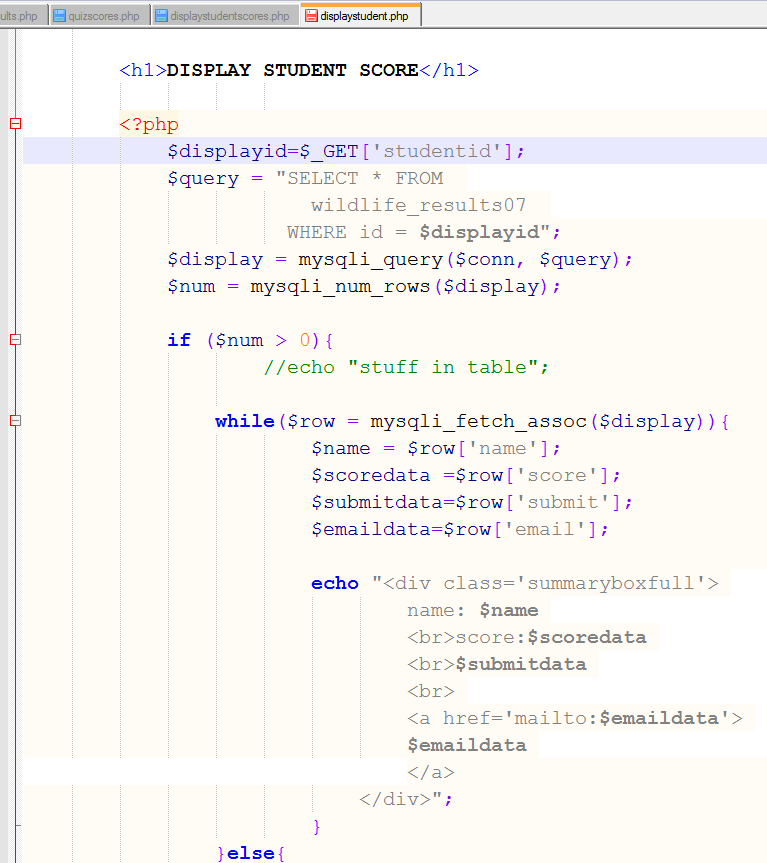 ults.php quizscores.php displaystudentscores.php displaystudent.php
<h1>DISPLAY STUDENT SCORE</h1>
<?php
$displayid=$_GET['studentid'];
$query = "SELECT * FROM
wildlife_results07
WHERE id = $displayid";
$display = mysqli_query($conn, $query);
$num = mysqli_num_rows($display);
if ($num > 0){
//echo "stuff in table";
while($row = mysqli_fetch_assoc($display)){
$name = $row['name'];
$scoredata =$row['score'];
$submitdata=$row['submit'];
$emaildata=$row['email'];
echo "<div class='summaryboxfull'>
name: $name
<br>score:$scoredata
<br>$submitdata
<br>
<a href='mailto:$emaildata'>
$emaildata
</a>
</div>";
}
}else{